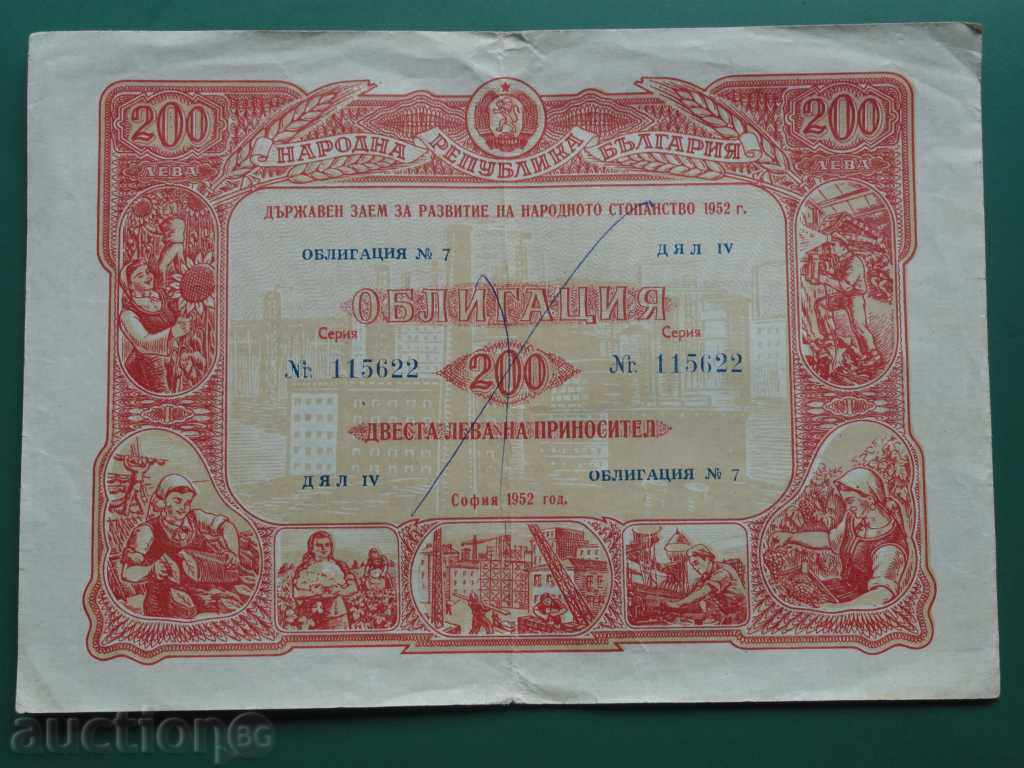 200 200
ЛЕВА ЛЕВА
НАРОДНА РЕПУБЛИКА БЪЛГАРИЯ
ДЪРЖАВЕН ЗАЕМ ЗА РАЗВИТИЕ НА НАРОДНОТО СТОПАНСТВО 1952 г.
ОБЛИГАЦИЯ № 7 ДЯЛ IV
ОБЛИГАЦИЯ
Серия Серия
№ 115622 200 № 115622
ДВЕСТА ЛЕВА НА ПРИНОСИТЕЛ
ДЯЛ IV ОБЛИГАЦИЯ № 7
София 1952 год.
200 200
auction BG